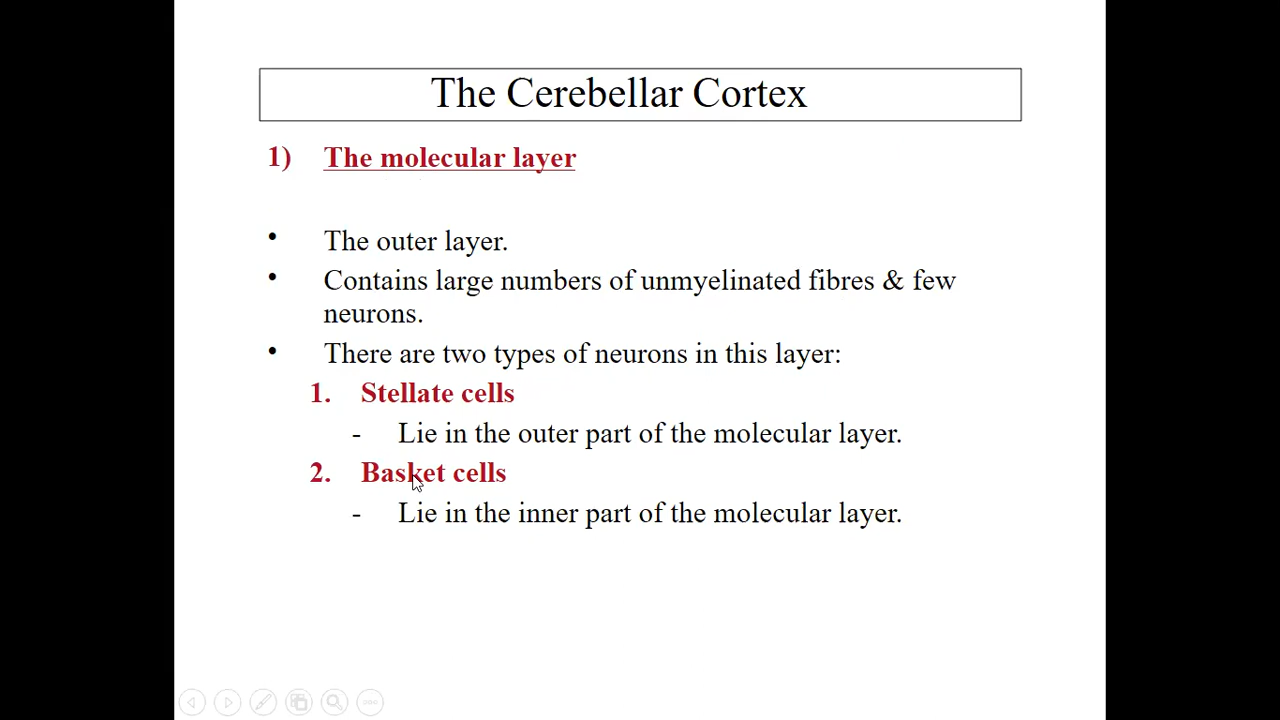 The Cerebellar Cortex
1) The molecular layer
• The outer layer.
• Contains large numbers of unmyelinated fibres & few
neurons.
• There are two types of neurons in this layer:
1. Stellate cells
- Lie in the outer part of the molecular layer.
2. Basket cells
- Lie in the inner part of the molecular layer.